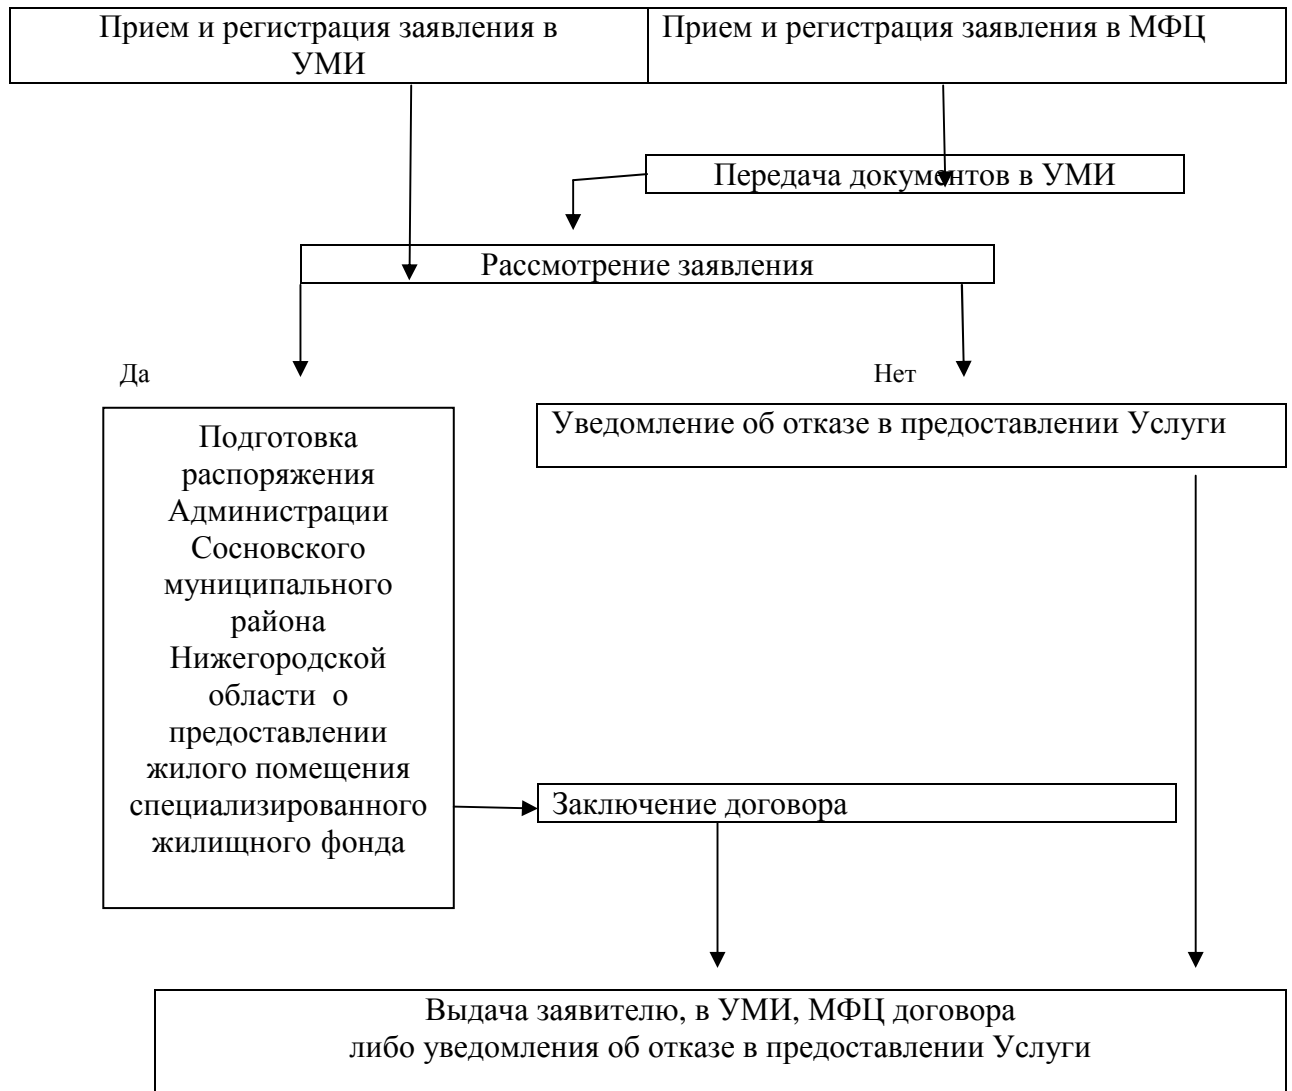 Прием и регистрация заявления в
УМИ
Прием и регистрация заявления в МФЦ
Передача документов в УМИ
Рассмотрение заявления
Да
Нет
Подготовка
распоряжения
Администрации
Сосновского
муниципального
района
Нижегородской
области о
предоставлении
жилого помещения
специализированного
жилищного фонда
Уведомление об отказе в предоставлении Услуги
Заключение договора
Выдача заявителю, в УМИ, МФЦ договора
либо уведомления об отказе в предоставлении Услуги